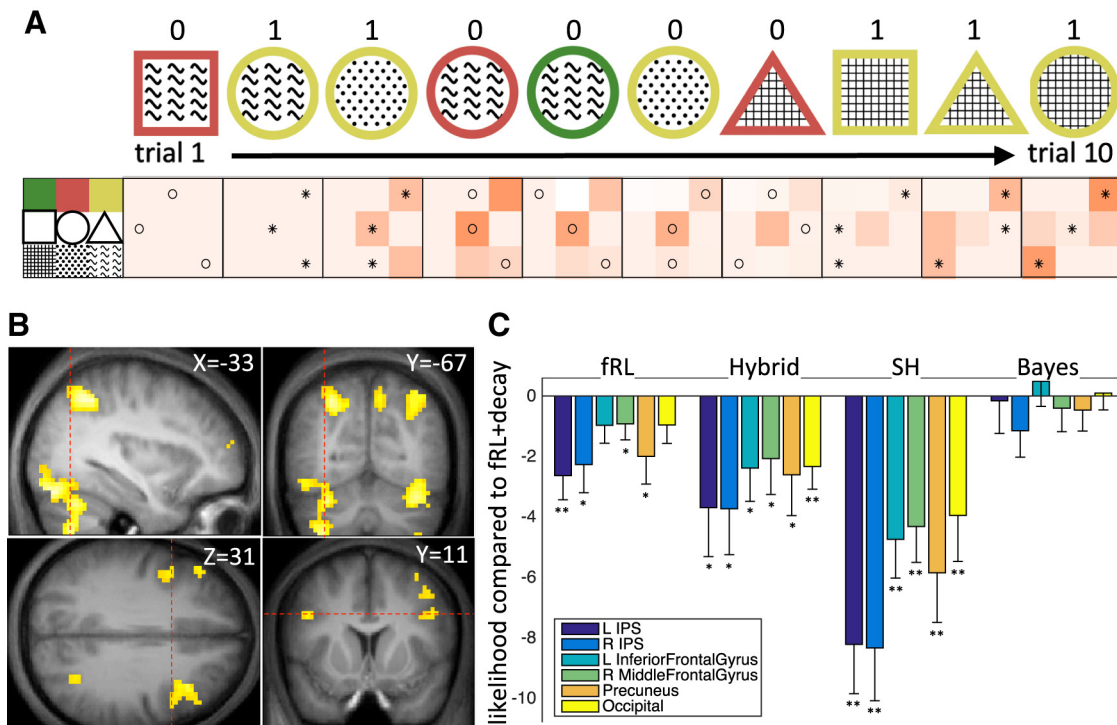 A
0 1 1 0 0 0 0 1 1 1
trial 1 trial 10
B
X=-33
Y=-67
Z=31
Y=11
C
fRL Hybrid SH Bayes
likelihood compared to fRL+decay
0
-2
-4
-6
-8
-10
** * * *
* * * * * **
** ** ** ** ** **
L IPS
R IPS
L InferiorFrontalGyrus
R MiddleFrontalGyrus
Precuneus
Occipital